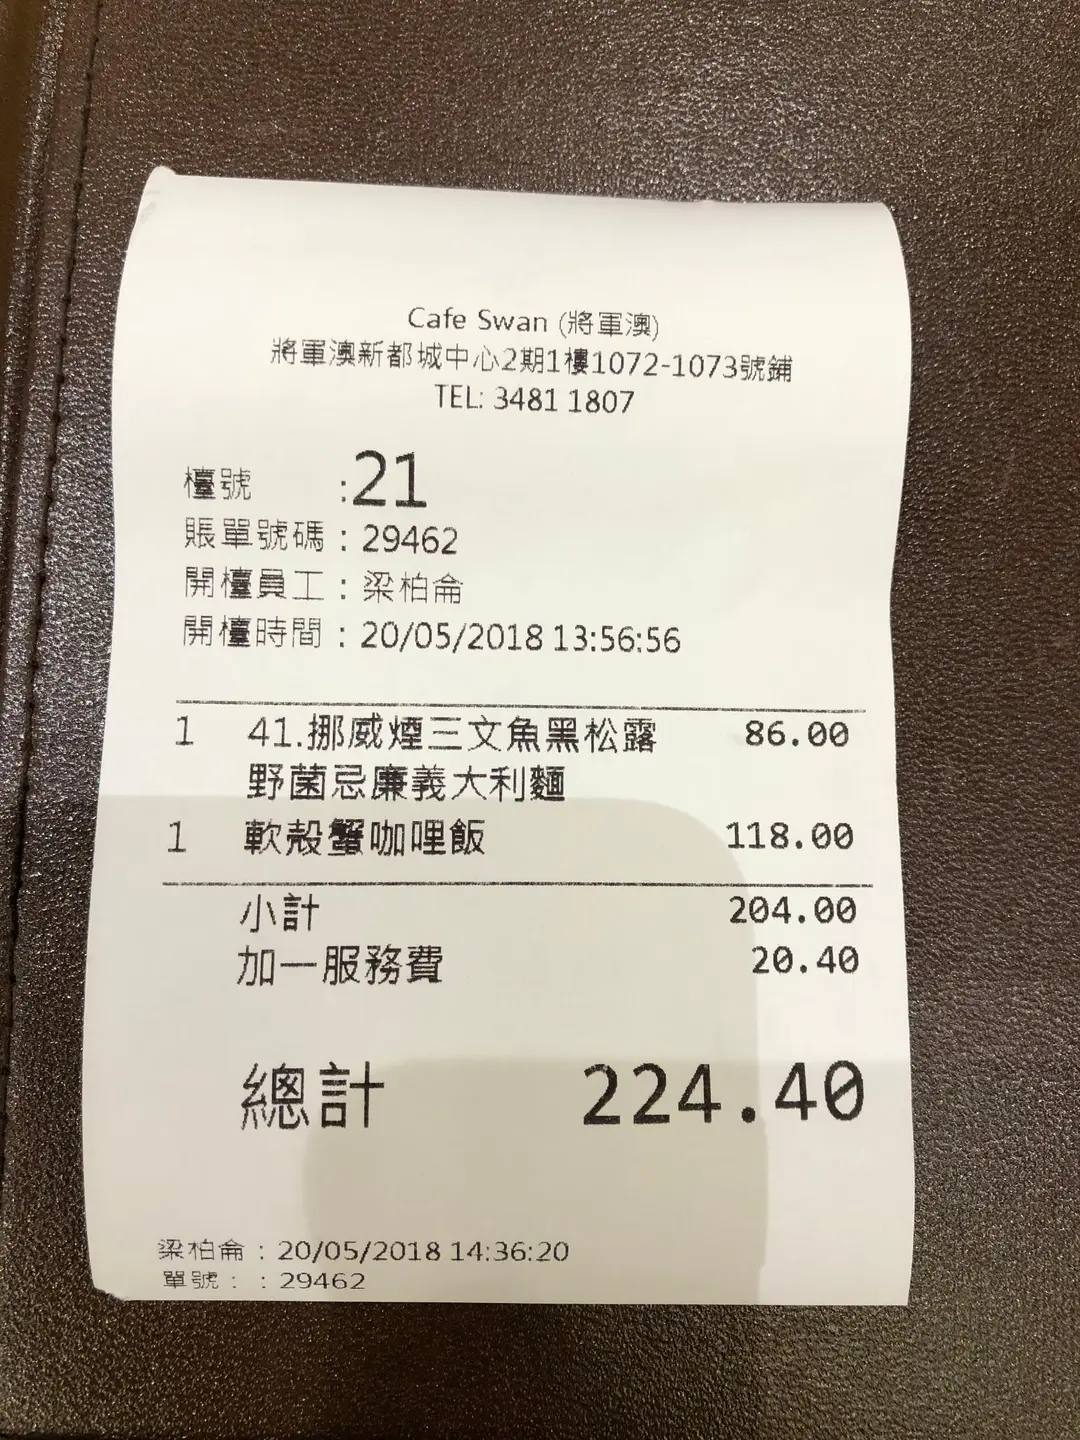 Cafe Swan (將軍澳)
將軍澳新都城中心2期1樓1072-1073號鋪
TEL: 3481 1807
檯號 :21
賬單號碼 : 29462
開檯員工 : 梁柏侖
開檯時間 : 20/05/2018 13:56:56
1 41.挪威煙三文魚黑松露 86.00
野菌忌廉義大利麵
1 軟殼蟹咖哩飯 118.00
小計 204.00
加一服務費 20.40
總計 224.40
梁柏侖 : 20/05/2018 14:36:20
單號 : : 29462